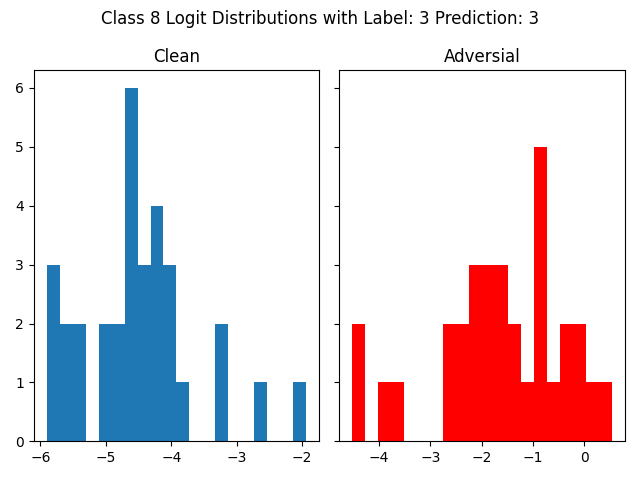 Class 8 Logit Distributions with Label: 3 Prediction: 3
Clean
Adversial
6
5
4
3
2
1
0
−6 −5 −4 −3 −2
−4 −3 −2 −1 0